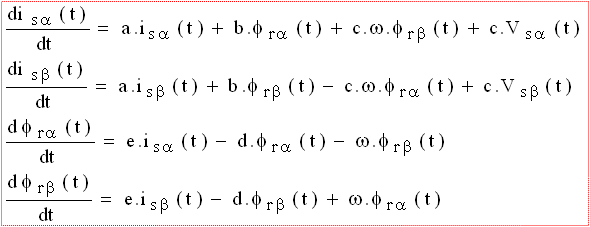 di sα (t)/dt = a.i sα (t) + b.ϕ rα (t) + c.ω.ϕ rβ (t) + c.V sα (t)
di sβ (t)/dt = a.i sβ (t) + b.ϕ rβ (t) − c.ω.ϕ rα (t) + c.V sβ (t)
dϕ rα (t)/dt = e.i sα (t) − d.ϕ rα (t) − ω.ϕ rβ (t)
dϕ rβ (t)/dt = e.i sβ (t) − d.ϕ rβ (t) + ω.ϕ rα (t)